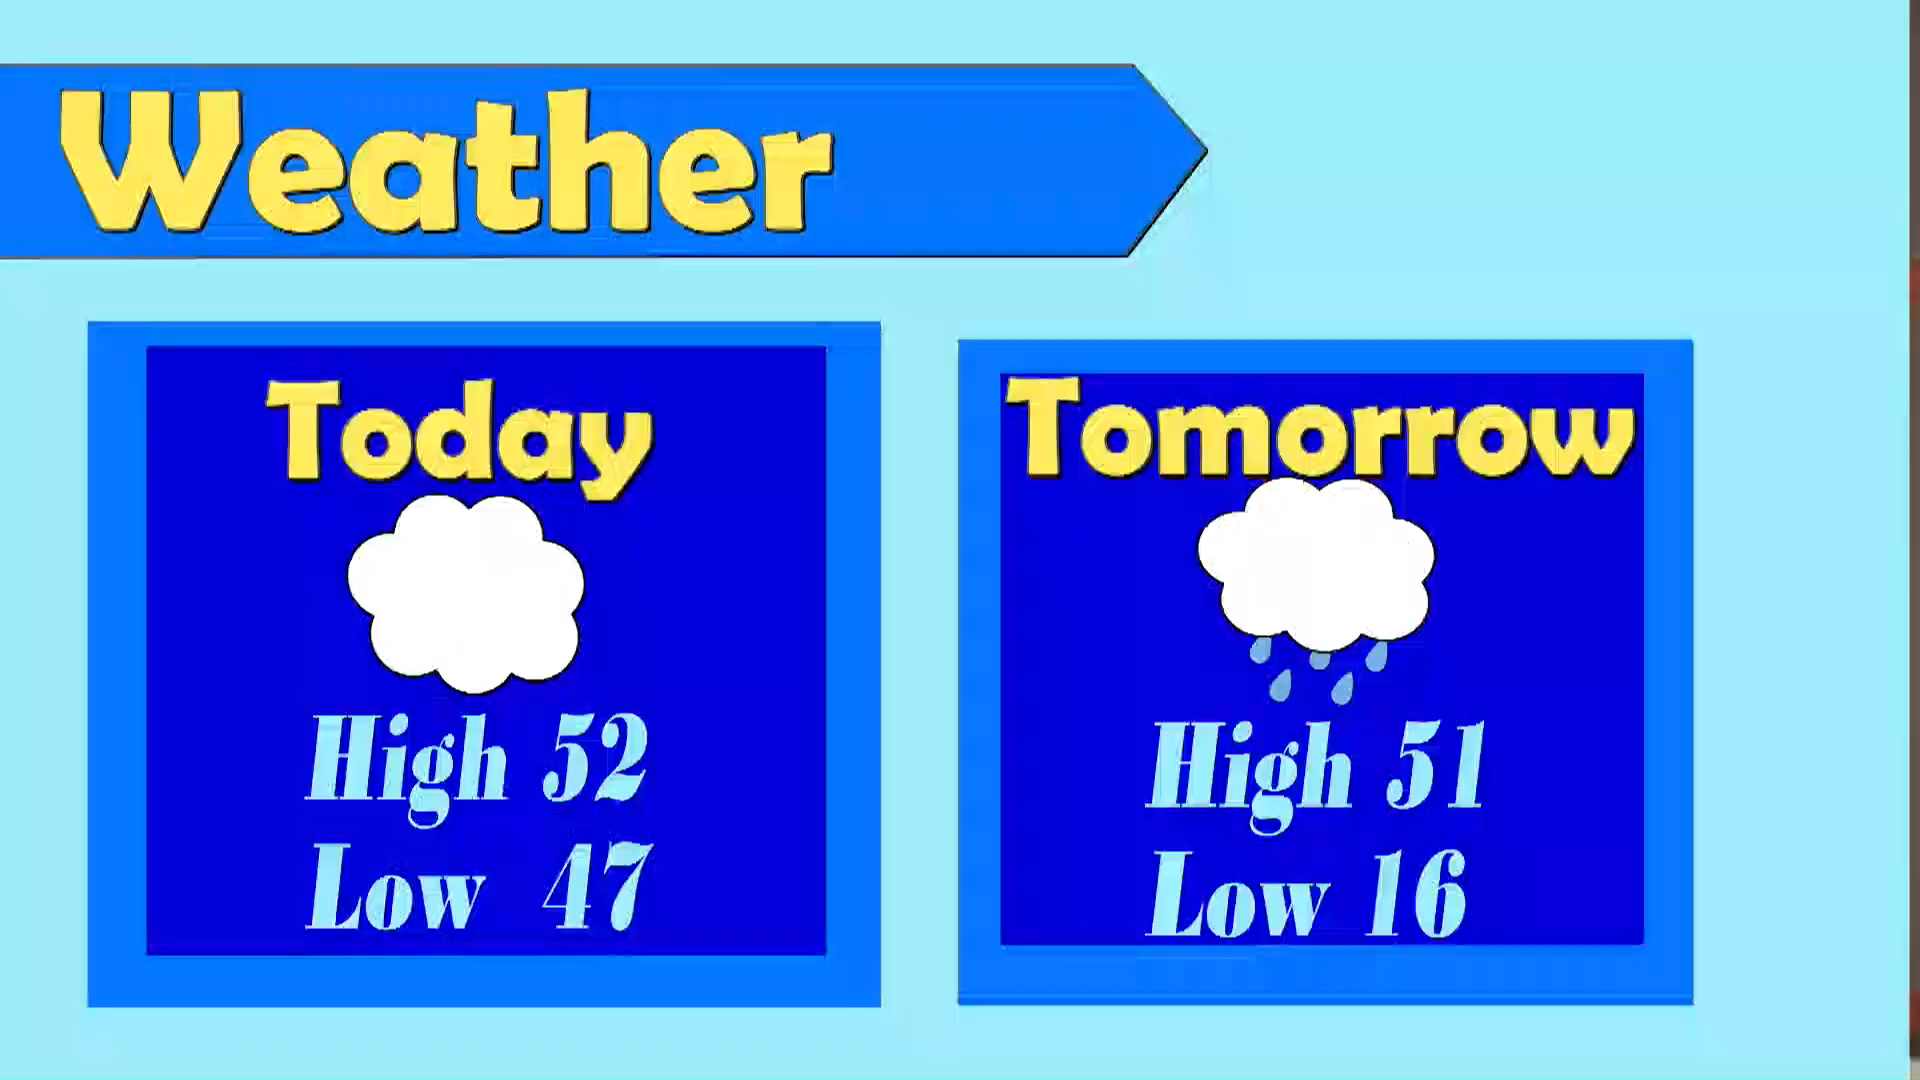 Weather
Today
High 52
Low 47
Tomorrow
High 51
Low 16